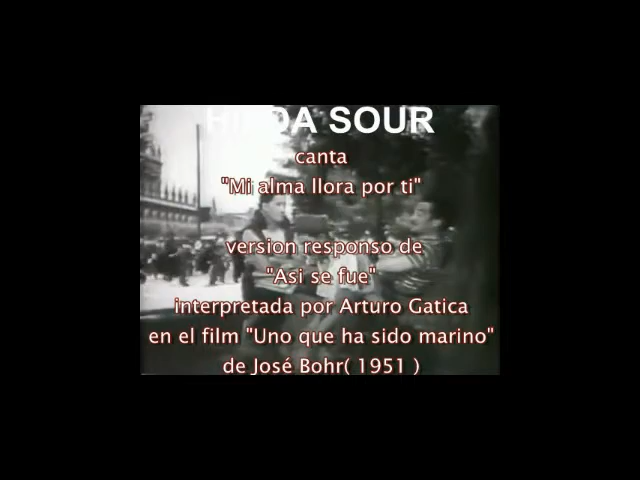 HILDA SOUR
canta
"Mi alma llora por ti"
version responso de
"Asi se fue"
interpretada por Arturo Gatica
en el film "Uno que ha sido marino"
de José Bohr( 1951 )